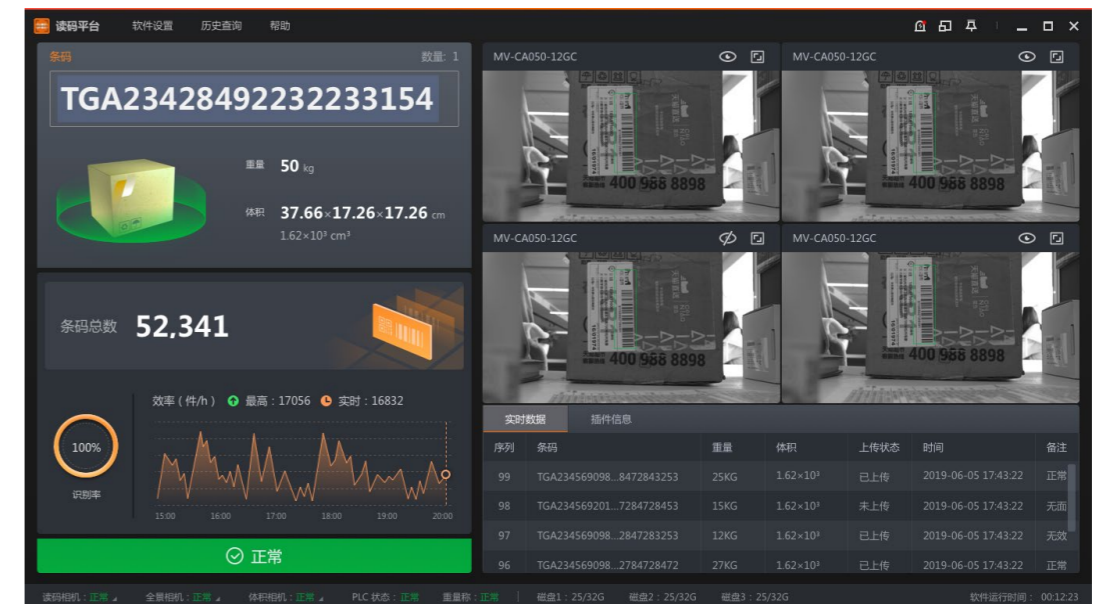 读码平台 软件设置 历史查询 帮助
条码 数量: 1
TGA23428492232233154
重量 50 kg
体积 37.66×17.26×17.26 cm
1.62×10³ cm³
条码总数 52,341
效率 ( 件/h ) 最高 : 17056 实时 : 16832
100%
识别率
15:00 16:00 17:00 18:00 19:00 20:00
正常
MV-CA050-12GC
400 988 8898
MV-CA050-12GC
400 988 8898
MV-CA050-12GC
400 988 8898
MV-CA050-12GC
400 988 8898
实时数据 插件信息
序列 条码 重量 体积 上传状态 时间 备注
99 TGA234569098...8472843253 25KG 1.62×10³ 已上传 2019-06-05 17:43:22 正常
98 TGA234569201...7284728453 15KG 1.62×10³ 未上传 2019-06-05 17:43:22 无面
97 TGA234569098...2847283253 12KG 1.62×10³ 已上传 2019-06-05 17:43:22 无效
96 TGA234569098...2784728472 27KG 1.62×10³ 已上传 2019-06-05 17:43:22 正常
读码相机 : 正常 全景相机 : 正常 体积相机 : 正常 PLC 状态 : 正常 重量称 : 正常 磁盘1 : 25/32G 磁盘2 : 25/32G 磁盘3 : 25/32G 软件运行时间 : 00:12:23